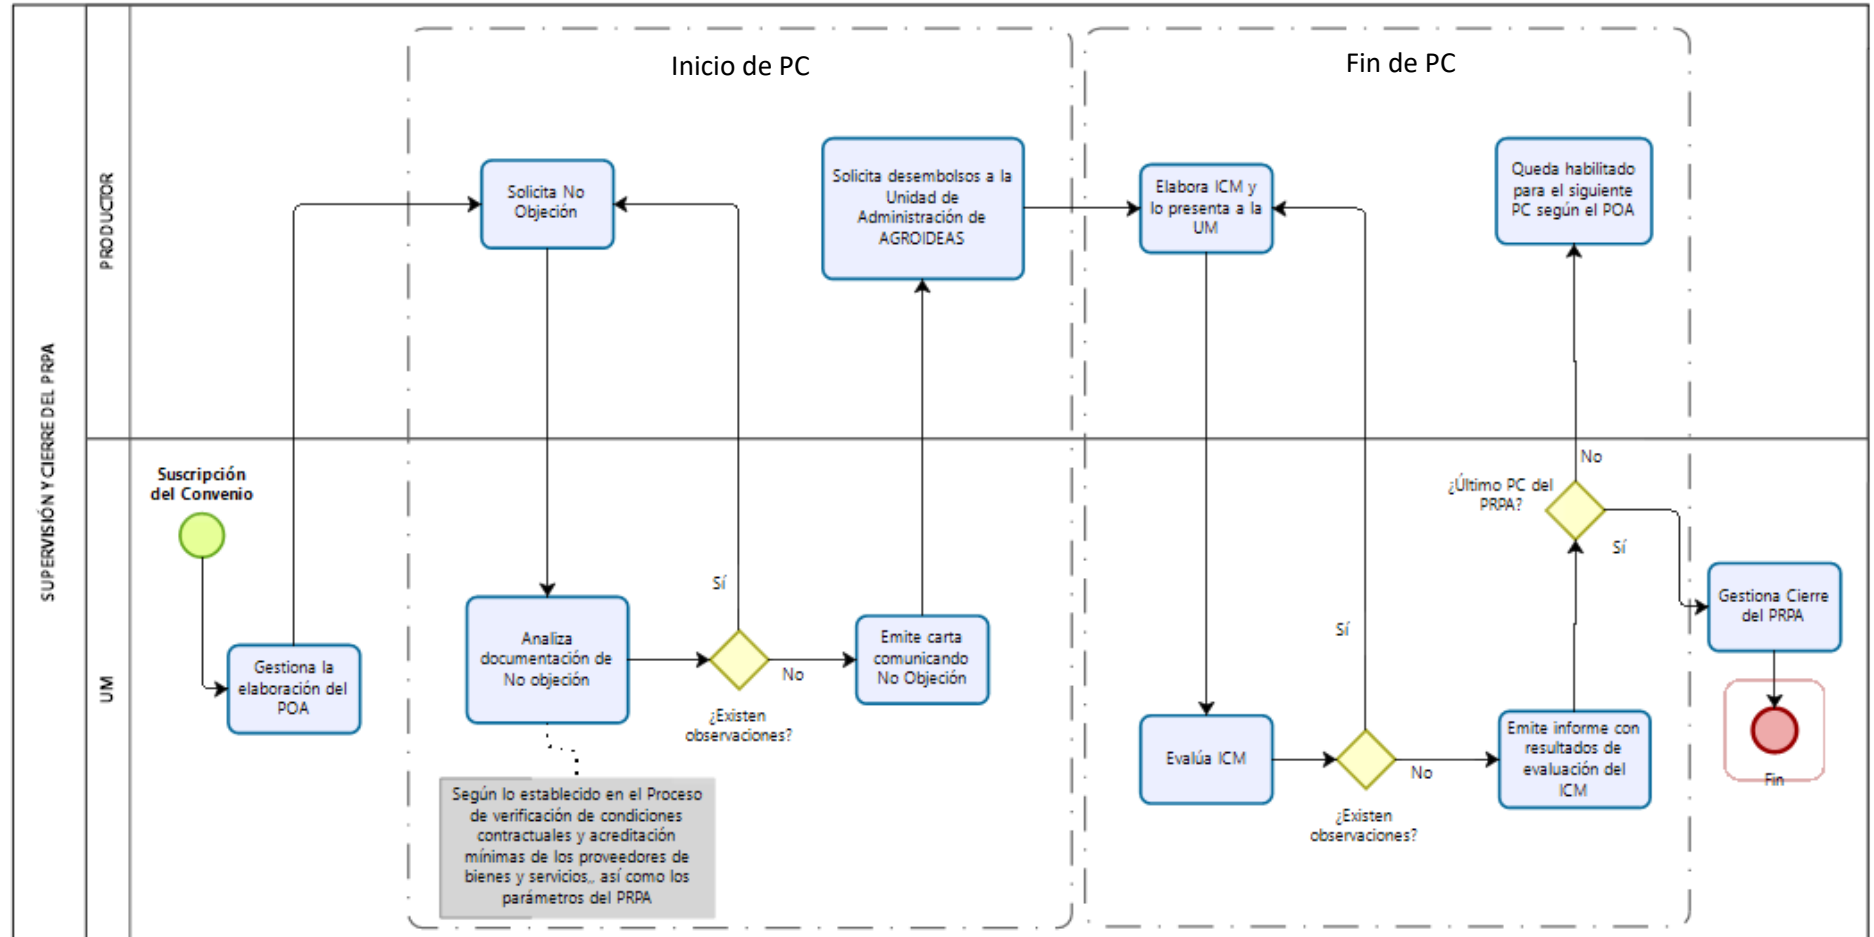 SUPERVISIÓN Y CIERRE DEL PRPA
PRODUCTOR
UM
Inicio de PC
Fin de PC
Suscripción
del Convenio
Gestiona la
elaboración del
POA
Solicita No
Objeción
Analiza
documentación de
No objeción
Según lo establecido en el Proceso
de verificación de condiciones
contractuales y acreditación
mínimas de los proveedores de
bienes y servicios,, así como los
parámetros del PRPA
Sí
No
¿Existen
observaciones?
Emite carta
comunicando
No Objeción
Solicita desembolsos a la
Unidad de
Administración de
AGROIDEAS
Elabora ICM y
lo presenta a la
UM
Evalúa ICM
Sí
No
¿Existen
observaciones?
Emite informe con
resultados de
evaluación del
ICM
¿Último PC del
PRPA?
No
Sí
Queda habilitado
para el siguiente
PC según el POA
Gestiona Cierre
del PRPA
Fin